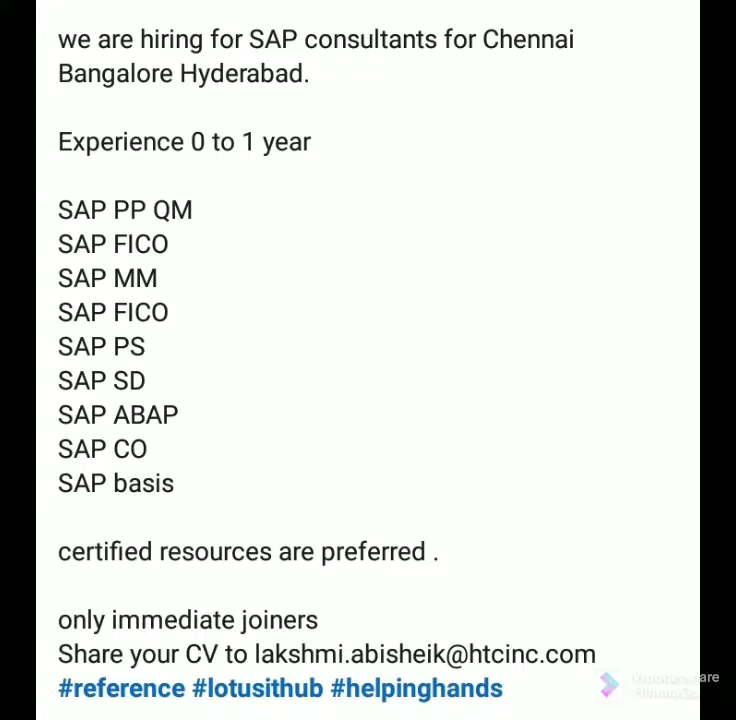 we are hiring for SAP consultants for Chennai
Bangalore Hyderabad.
Experience 0 to 1 year
SAP PP QM
SAP FICO
SAP MM
SAP FICO
SAP PS
SAP SD
SAP ABAP
SAP CO
SAP basis
certified resources are preferred .
only immediate joiners
Share your CV to lakshmi.abisheik@htcinc.com
#reference #lotusithub #helpinghands